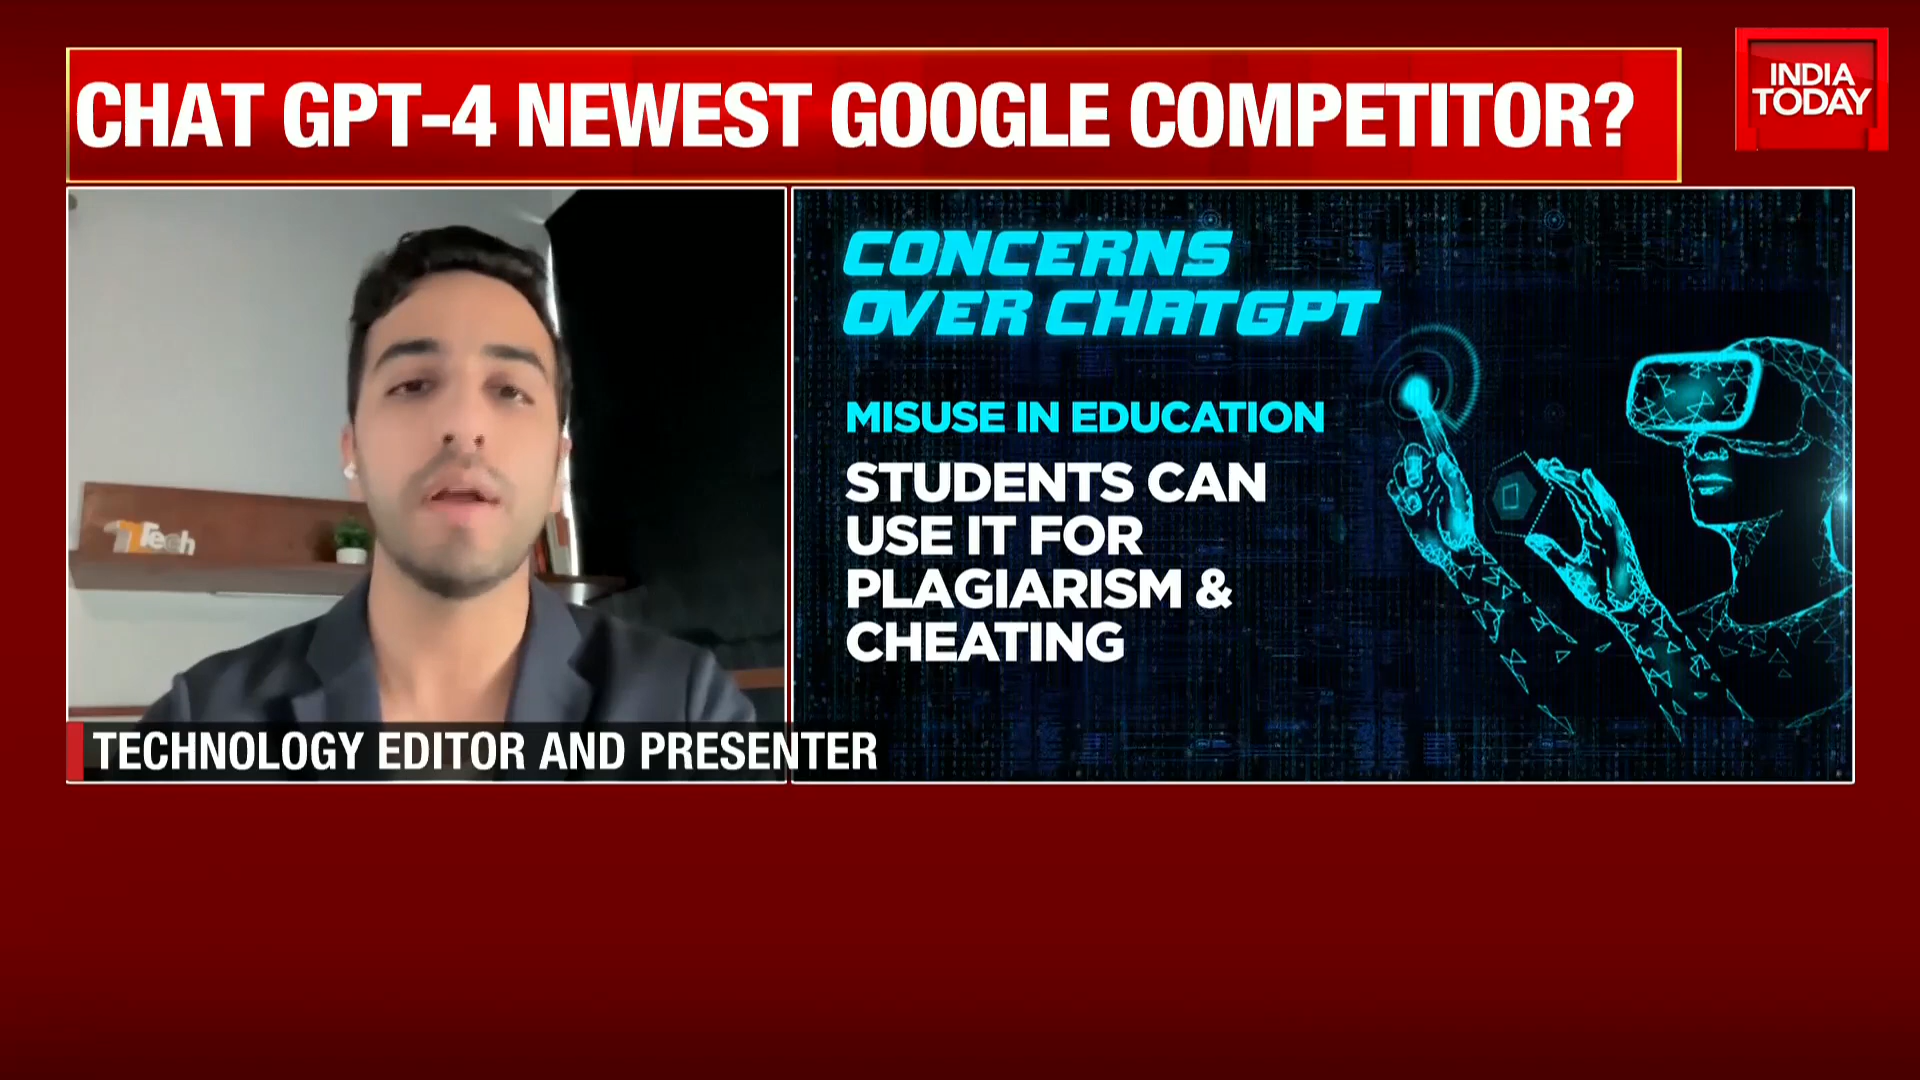 CHAT GPT-4 NEWEST GOOGLE COMPETITOR?
INDIA
TODAY
CONCERNS
OVER CHATGPT
MISUSE IN EDUCATION
STUDENTS CAN
USE IT FOR
PLAGIARISM &
CHEATING
Tech
TECHNOLOGY EDITOR AND PRESENTER